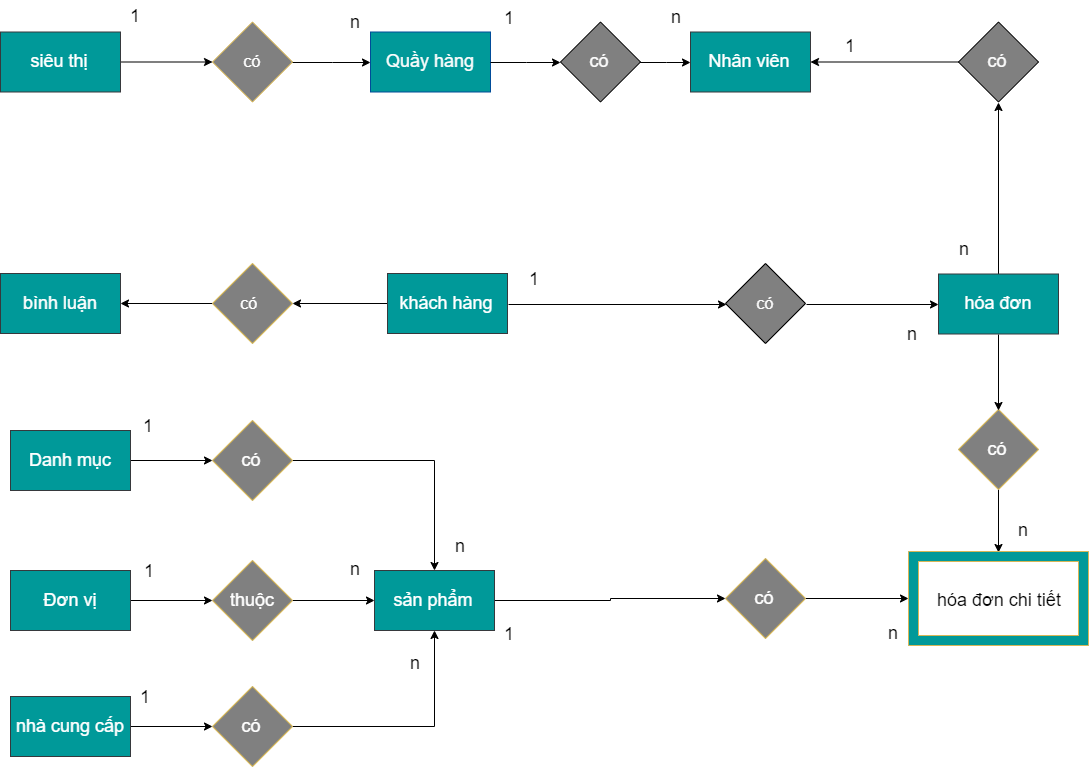 1
n
1
n
siêu thị
có
Quầy hàng
có
Nhân viên
1
có
n
1
bình luận
có
khách hàng
có
hóa đơn
n
1
Danh mục
có
có
n
n
1
n
Đơn vị
thuộc
sản phẩm
có
hóa đơn chi tiết
1
n
n
1
nhà cung cấp
có